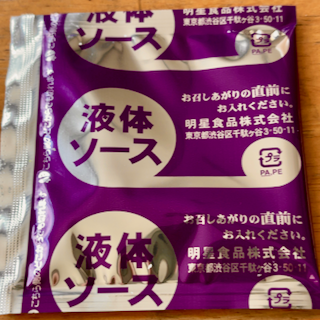 ソース
明星食品株式会社
東京都渋谷区千駄ヶ谷3-50-11
プラ
PA.PE
液体
ソース
お召しあがりの直前に
お入れください。
明星食品株式会社
東京都渋谷区千駄ヶ谷3-50-11
プラ
PA,PE
液体
ソース
お召しあがりの直前に
お入れください。
明星食品株式会社
東京都渋谷区千駄ヶ谷3-50-11
プラ